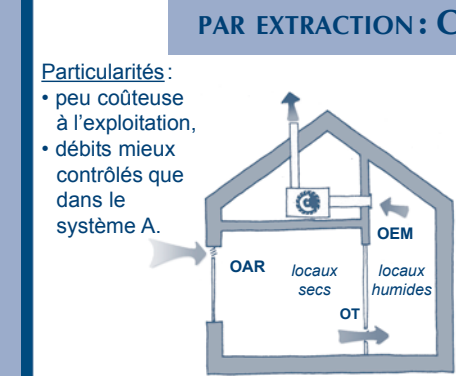 PAR EXTRACTION : C
Particularités :
• peu coûteuse
à l’exploitation,
• débits mieux
contrôlés que
dans le
système A.
OEM
OAR
locaux
secs
locaux
humides
OT